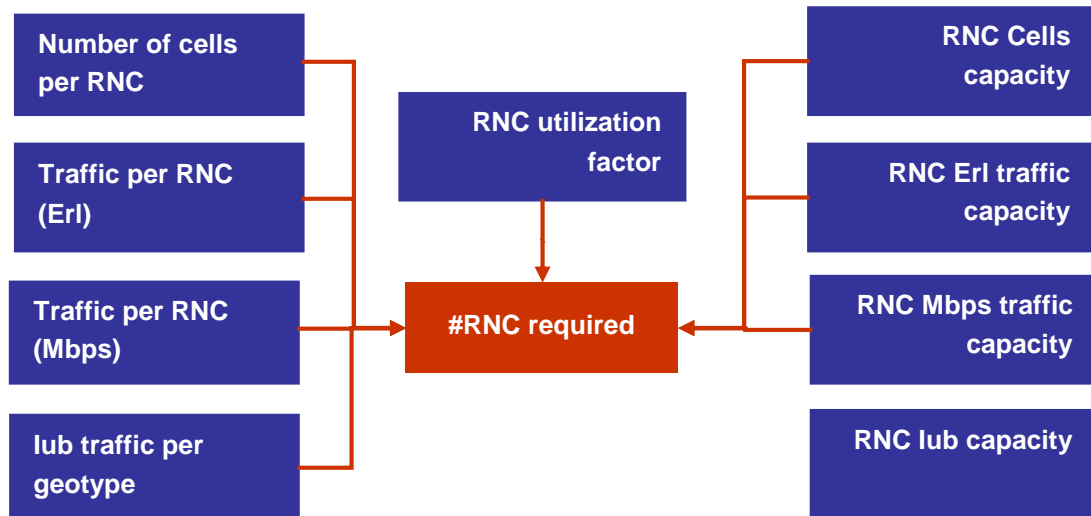 Number of cells
per RNC
Traffic per RNC
(Erl)
Traffic per RNC
(Mbps)
Iub traffic per
geotype
RNC utilization
factor
#RNC required
RNC Cells
capacity
RNC Erl traffic
capacity
RNC Mbps traffic
capacity
RNC Iub capacity